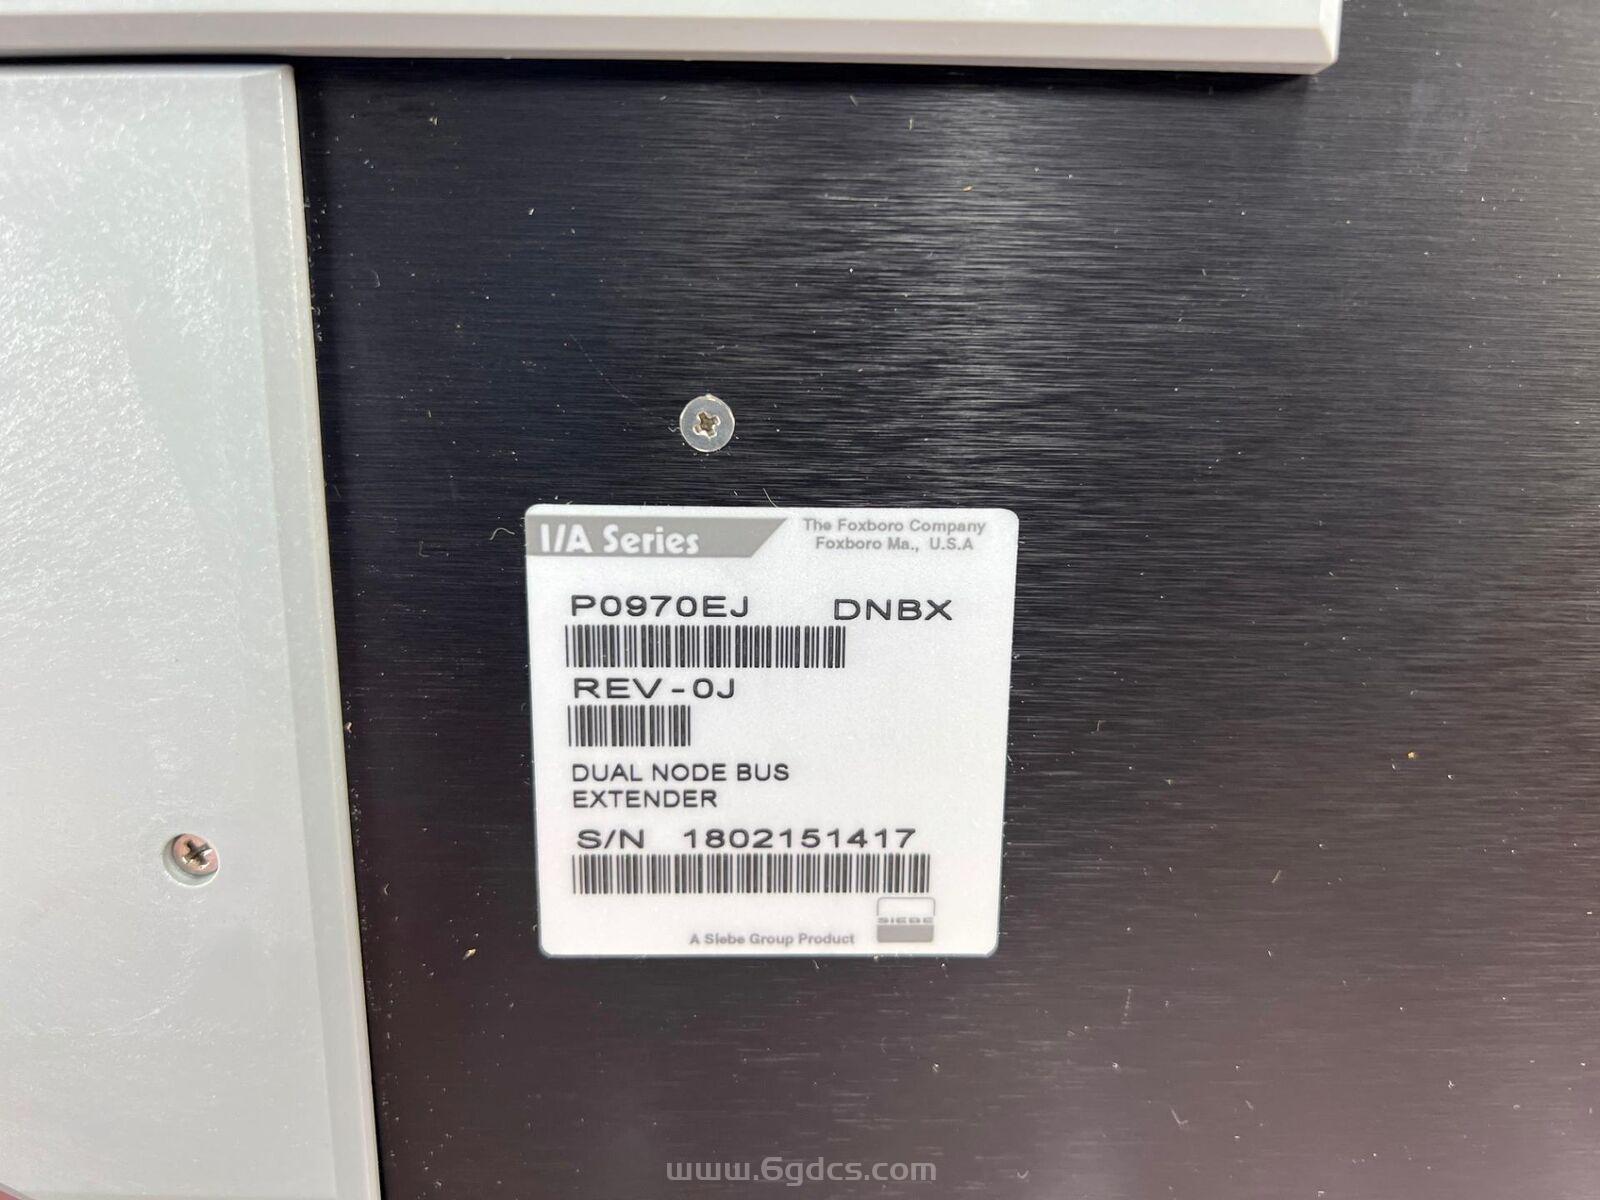 I/A Series
The Foxboro Company
Foxboro Ma., U.S.A
P0970EJ DNBX
REV-0J
DUAL NODE BUS
EXTENDER
S/N 1802151417
SIEBE
A Siebe Group Product
www.6gdcs.com